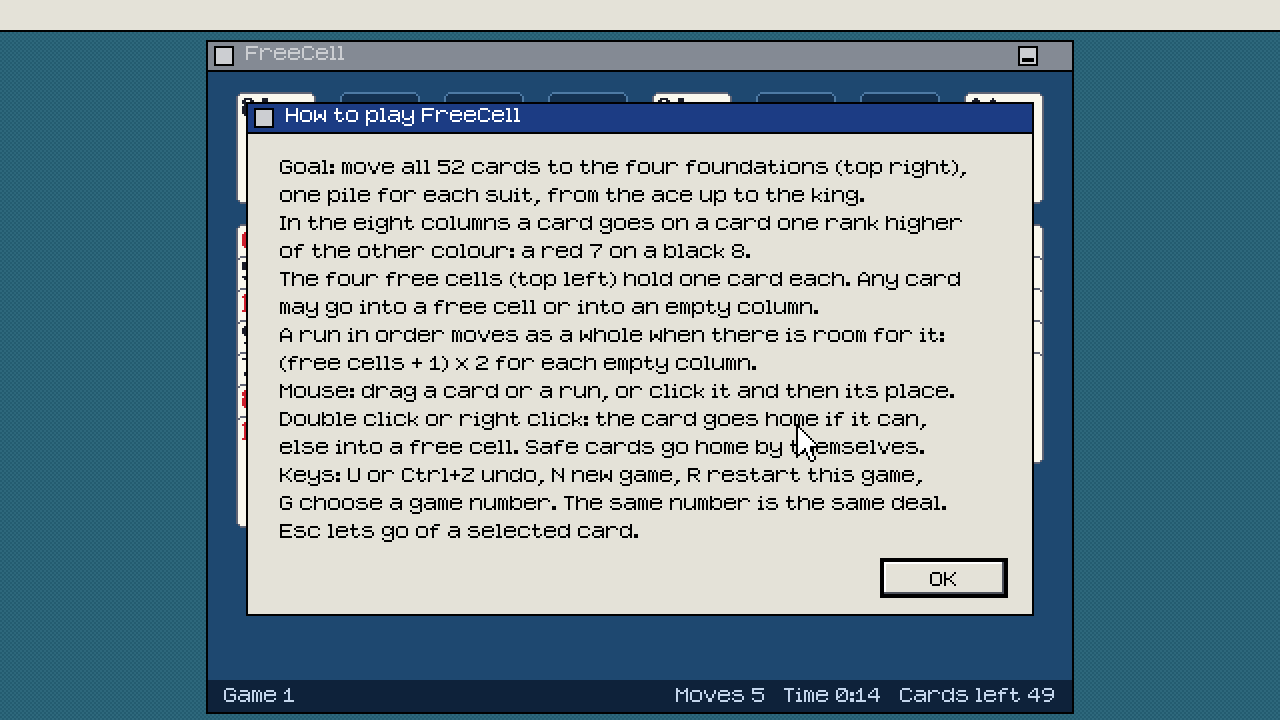 FreeCell
How to play FreeCell
Goal: move all 52 cards to the four foundations (top right),
one pile for each suit, from the ace up to the king.
In the eight columns a card goes on a card one rank higher
of the other colour: a red 7 on a black 8.
The four free cells (top left) hold one card each. Any card
may go into a free cell or into an empty column.
A run in order moves as a whole when there is room for it:
(free cells + 1) x 2 for each empty column.
Mouse: drag a card or a run, or click it and then its place.
Double click or right click: the card goes home if it can,
else into a free cell. Safe cards go home by themselves.
Keys: U or Ctrl+Z undo, N new game, R restart this game,
G choose a game number. The same number is the same deal.
Esc lets go of a selected card.
OK
Game 1
Moves 5 Time 0:14 Cards left 49